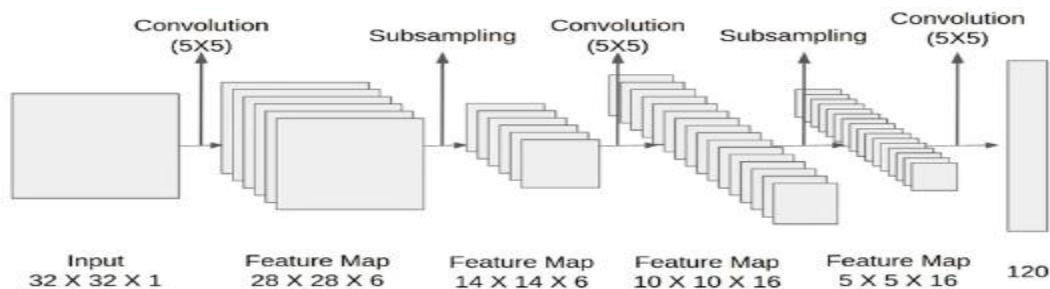 Convolution
(5X5)
Subsampling
Convolution
(5X5)
Subsampling
Convolution
(5X5)
Input
32 X 32 X 1
Feature Map
28 X 28 X 6
Feature Map
14 X 14 X 6
Feature Map
10 X 10 X 16
Feature Map
5 X 5 X 16
120